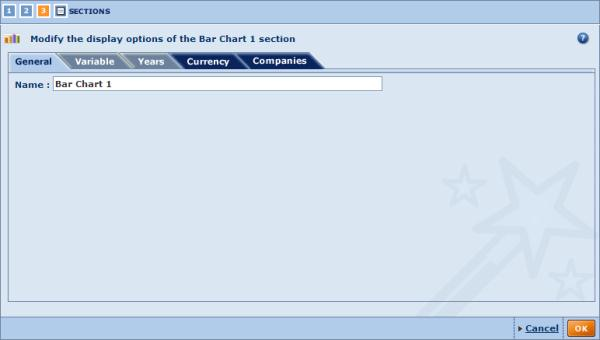 1 2 3 SECTIONS
Modify the display options of the Bar Chart 1 section ?
General Variable Years Currency Companies
Name : Bar Chart 1
Cancel OK